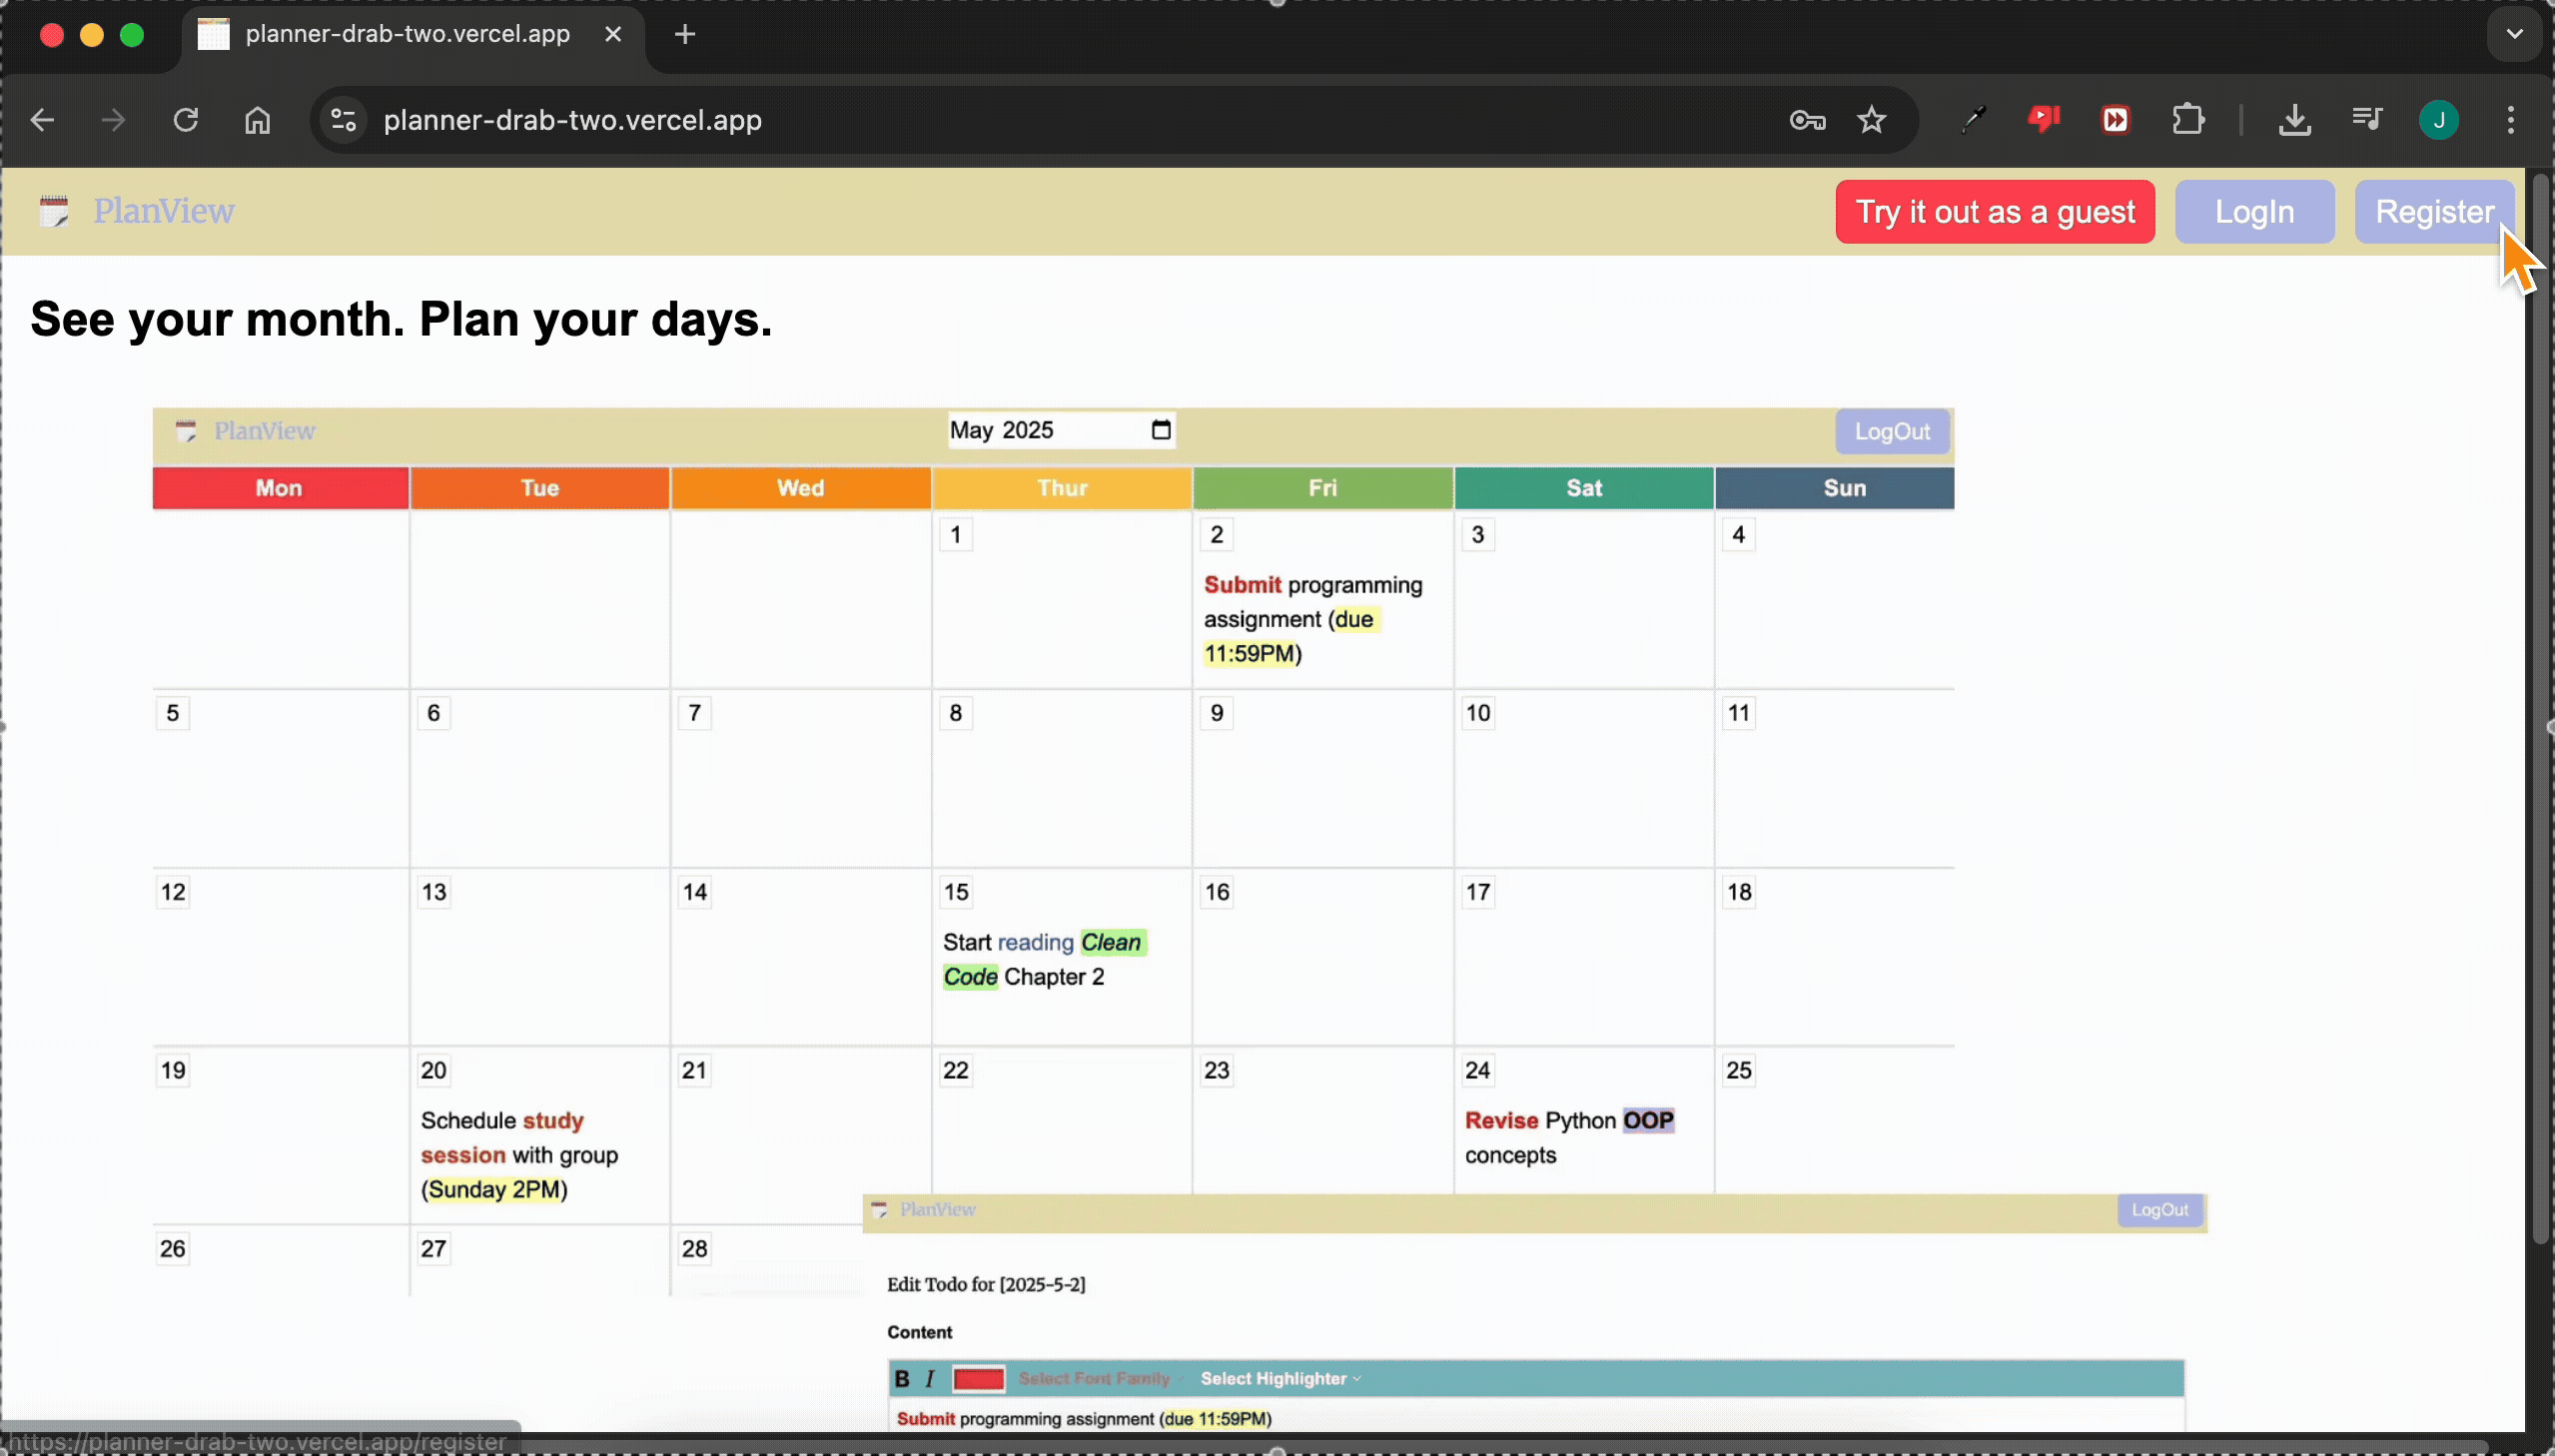 planner-drab-two.vercel.app
planner-drab-two.vercel.app
J
PlanView
Try it out as a guest
LogIn
Register
See your month. Plan your days.
PlanView
May 2025
LogOut
Mon Tue Wed Thur Fri Sat Sun
1 2 3 4
Submit programming
assignment (due
11:59PM)
5 6 7 8 9 10 11
12 13 14 15 16 17 18
Start reading Clean
Code Chapter 2
19 20 21 22 23 24 25
Schedule study
session with group
(Sunday 2PM)
Revise Python OOP
concepts
26 27 28
PlanView
LogOut
Edit Todo for [2025-5-2]
Content
B I Select Font Family Select Highlighter
Submit programming assignment (due 11:59PM)
https://planner-drab-two.vercel.app/register